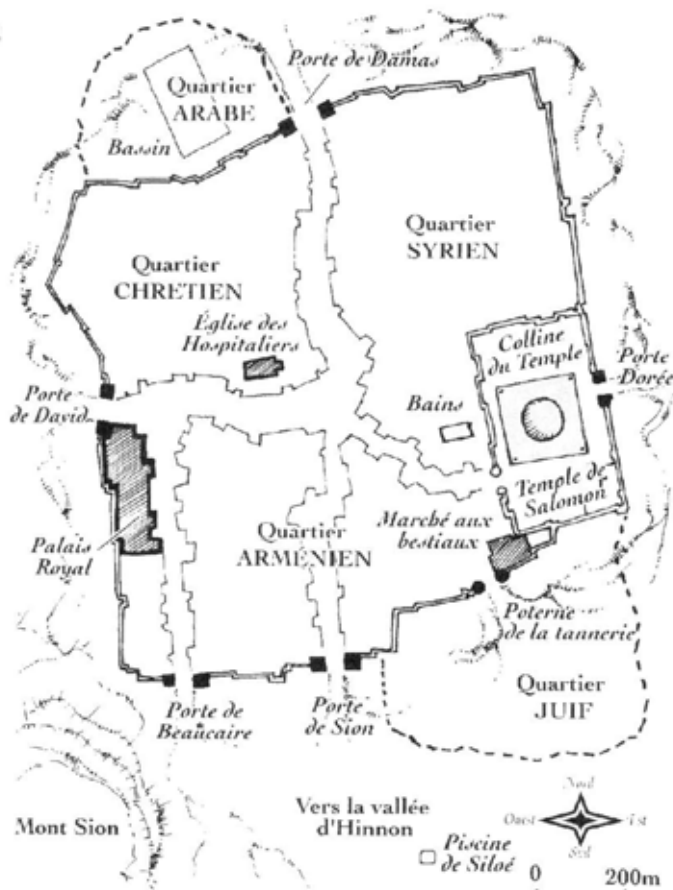 Porte de Damas
Quartier
ARABE
Bassin
Quartier
SYRIEN
Quartier
CHRETIEN
Église des
Hospitaliers
Colline
du Temple
Porte
Dorée
Porte
de David
Bains
Temple de
Salomon
Marché aux
bestiaux
Quartier
ARMÉNIEN
Palais
Royal
Poterne
de la tannerie
Porte de
Beaucaire
Porte
de Sion
Quartier
JUIF
Mont Sion
Vers la vallée
d'Hinnon
Nord
Ouest
Est
Sud
Piscine
de Siloé
0
200m